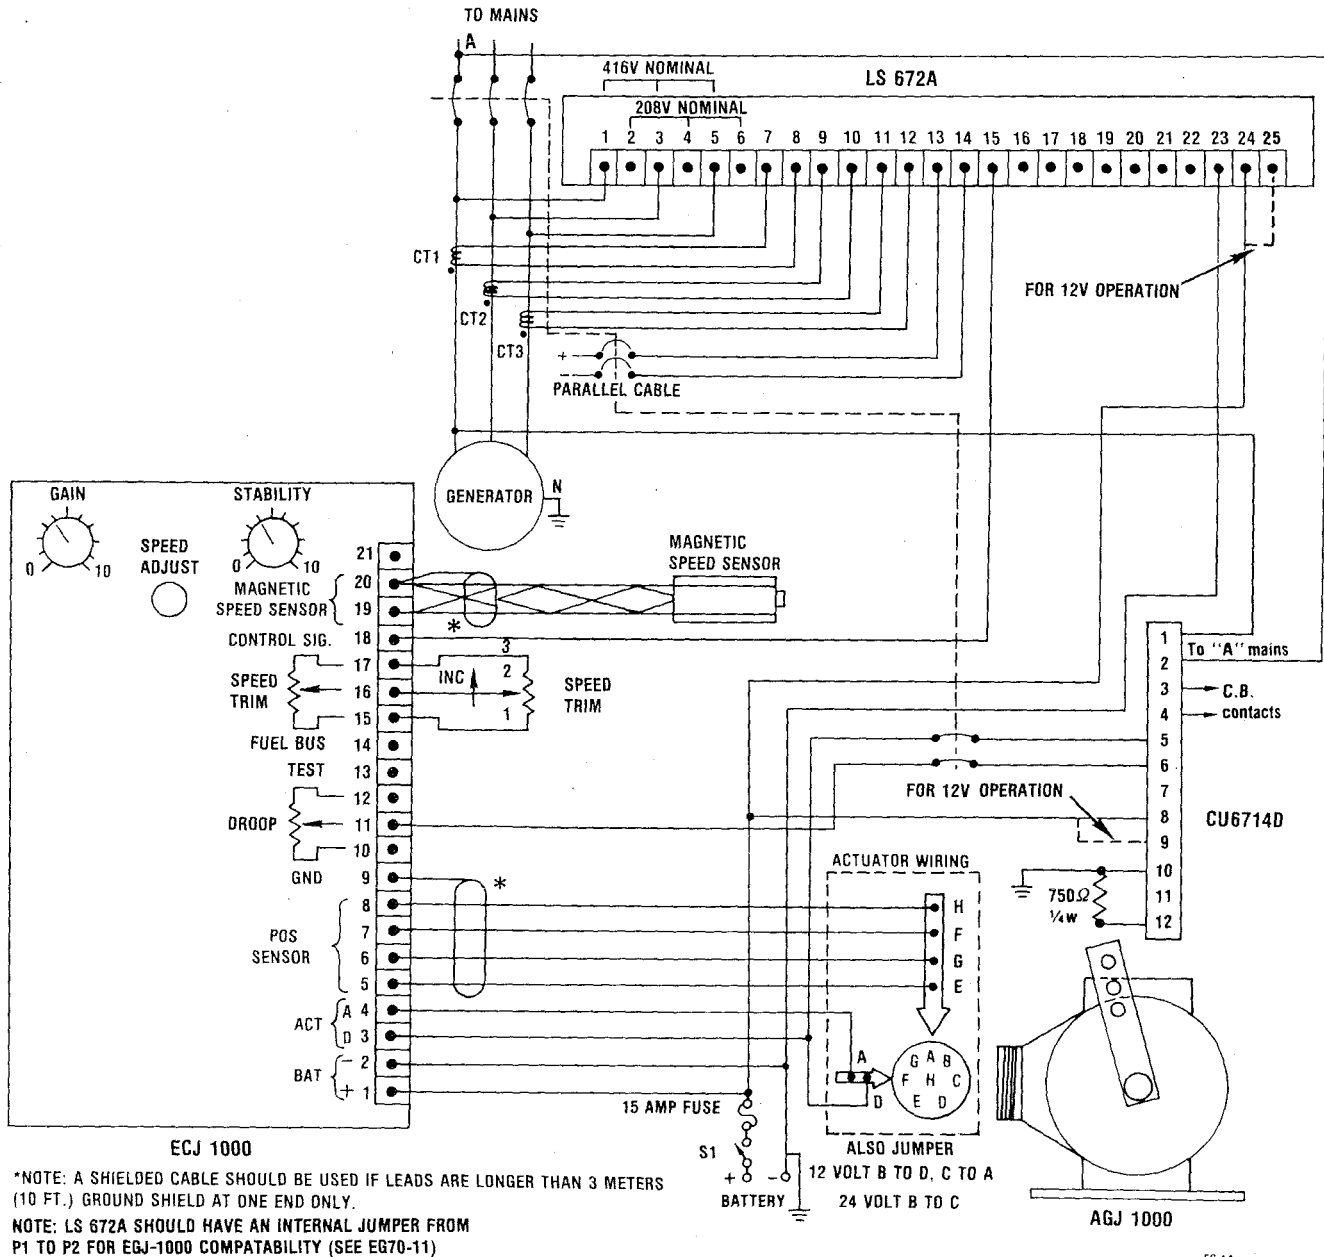 TO MAINS
A
416V NOMINAL
LS 672A
208V NOMINAL
1 2 3 4 5 6 7 8 9 10 11 12 13 14 15 16 17 18 19 20 21 22 23 24 25
CT1
FOR 12V OPERATION
CT2
CT3
+
−
PARALLEL CABLE
GENERATOR
N
GAIN
STABILITY
0 10
0 10
SPEED
ADJUST
MAGNETIC
SPEED SENSOR
21
MAGNETIC
SPEED SENSOR
20
19
*
CONTROL SIG. 18
17
SPEED
TRIM
16
15
INC
3
2
1
SPEED
TRIM
FUEL BUS 14
TEST 13
12
DROOP 11
10
GND 9
*
8
POS
SENSOR
7
6
5
ACT
A 4
D 3
BAT
− 2
+ 1
1
To "A" mains
2
3 C.B.
4 contacts
5
6
7
FOR 12V OPERATION
8
CU6714D
9
10
750Ω
¼W
11
12
ACTUATOR WIRING
H
F
G
E
A
D
G A B
F H C
E D
15 AMP FUSE
S1
+ −
BATTERY
ALSO JUMPER
12 VOLT B TO D, C TO A
24 VOLT B TO C
AGJ 1000
ECJ 1000
*NOTE: A SHIELDED CABLE SHOULD BE USED IF LEADS ARE LONGER THAN 3 METERS
(10 FT.) GROUND SHIELD AT ONE END ONLY.
NOTE: LS 672A SHOULD HAVE AN INTERNAL JUMPER FROM
P1 TO P2 FOR EGJ-1000 COMPATABILITY (SEE EG70-11)